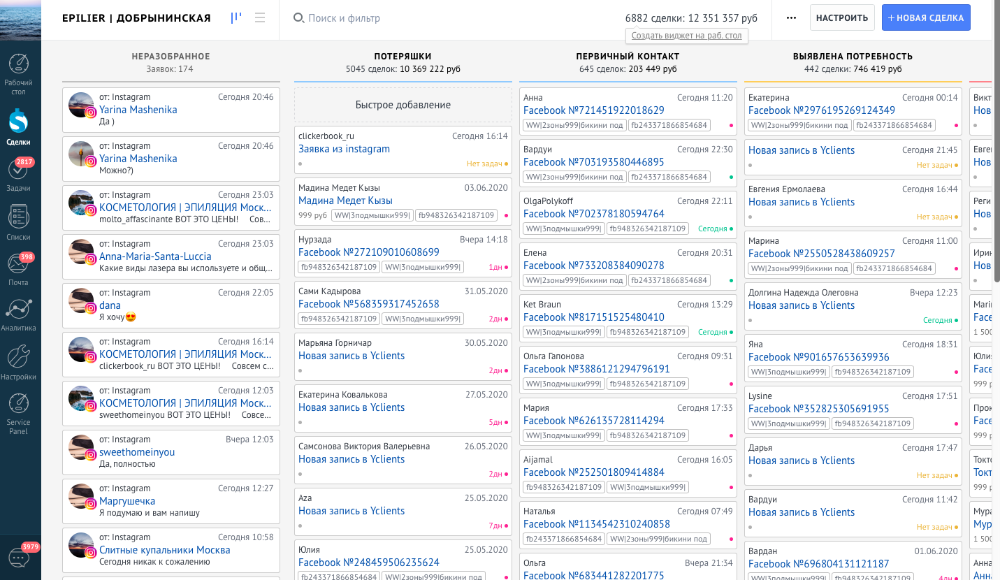 EPILIER | ДОБРЫНИНСКАЯ
Поиск и фильтр
6882 сделки: 12 351 357 руб
Создать виджет на раб. стол
НАСТРОИТЬ
НОВАЯ СДЕЛКА
Рабочий
стол
Сделки
2817
Задачи
Списки
398
Почта
Аналитика
Настройки
Service
Panel
3979
НЕРАЗОБРАННОЕ
Заявок: 174
от: Instagram Сегодня 20:46
Yarina Mashenika
Да )
от: Instagram Сегодня 20:46
Yarina Mashenika
Можно?)
от: Instagram Сегодня 23:03
КОСМЕТОЛОГИЯ | ЭПИЛЯЦИЯ Моск...
molto_affascinante ВОТ ЭТО ЦЕНЫ! Сов...
от: Instagram Сегодня 23:03
Anna-Maria-Santa-Luccia
Какие виды лазера вы используете и общ...
от: Instagram Сегодня 22:05
dana
Я хочу😍
от: Instagram Сегодня 16:14
КОСМЕТОЛОГИЯ | ЭПИЛЯЦИЯ Моск...
clickerbook_ru ВОТ ЭТО ЦЕНЫ! Совсем с...
от: Instagram Сегодня 12:03
КОСМЕТОЛОГИЯ | ЭПИЛЯЦИЯ Моск...
sweethomeinyou ВОТ ЭТО ЦЕНЫ! Совсе...
от: Instagram Вчера 12:03
sweethomeinyou
Да, полностью
от: Instagram Сегодня 12:27
Маргушечка
Я подумаю и вам напишу
от: Instagram Сегодня 10:58
Слитные купальники Москва
Сегодня никак к сожалению
ПОТЕРЯШКИ
5045 сделок: 10 369 222 руб
Быстрое добавление
clickerbook_ru Сегодня 16:14
Заявка из instagram
Нет задач
Мадина Медет Кызы 03.06.2020
Мадина Медет Кызы
999 руб WW|3подмышки999| fb948326342187109
Нурзада Вчера 14:18
Facebook №272109010608699
fb948326342187109 WW|3подмышки999| 1дн
Сами Кадырова 31.05.2020
Facebook №568359317452658
fb948326342187109 WW|3подмышки999| 2дн
Марьяна Горничар 30.05.2020
Новая запись в Yclients
2дн
Екатерина Ковалькова 27.05.2020
Новая запись в Yclients
5дн
Самсонова Виктория Валерьевна 26.05.2020
Новая запись в Yclients
2дн
Aza 25.05.2020
Новая запись в Yclients
7дн
Юлия 25.05.2020
Facebook №248459506235624
fb243371866854684 WW|2зоны999|бикини под
ПЕРВИЧНЫЙ КОНТАКТ
645 сделок: 203 449 руб
Анна Сегодня 11:20
Facebook №721451922018629
WW|2зоны999|бикини под fb243371866854684
Вардуи Сегодня 22:30
Facebook №703193580446895
WW|2зоны999|бикини под fb243371866854684
OlgaPolykoff Сегодня 22:11
Facebook №702378180594764
WW|3подмышки999| fb948326342187109 Сегодня
Елена Сегодня 20:31
Facebook №733208384090278
WW|2зоны999|бикини под fb243371866854684
Ket Braun Сегодня 13:29
Facebook №817151525480410
WW|3подмышки999| fb948326342187109 Сегодня
Ольга Гапонова Сегодня 09:31
Facebook №3886121294796191
WW|3подмышки999| fb948326342187109
Мария Сегодня 17:33
Facebook №626135728114294
WW|3подмышки999| fb948326342187109
Aijamal Сегодня 16:05
Facebook №252501809414884
fb948326342187109 WW|3подмышки999|
Наталья Сегодня 07:49
Facebook №1134542310240858
fb243371866854684 WW|2зоны999|бикини под
Ольга Вчера 21:34
Facebook №683441282201775
ВЫЯВЛЕНА ПОТРЕБНОСТЬ
442 сделки: 746 419 руб
Екатерина Сегодня 00:14
Facebook №2976195269124349
WW|2зоны999|бикини под fb243371866854684
Новая запись в Yclients Сегодня 21:45
Нет задач
Евгения Ермолаева Сегодня 16:44
Новая запись в Yclients
Нет задач
Марина Сегодня 11:00
Facebook №2550528438609257
WW|2зоны999|бикини под fb243371866854684
Долгина Надежда Олеговна Вчера 12:23
Новая запись в Yclients
Сегодня
Яна Сегодня 18:31
Facebook №901657653639936
WW|3подмышки999| fb948326342187109
Lysine Сегодня 17:51
Facebook №352825305691955
WW|3подмышки999| fb948326342187109
Дарья Сегодня 17:47
Новая запись в Yclients
Нет задач
Вардуи Сегодня 11:42
Новая запись в Yclients
Нет задач
Вардан 01.06.2020
Facebook №696804131121187
WW|3подмышки999| fb948326342187109 4дн
Викт
Нов
Евге
Нов
Реги
Нов
Ирин
Нов
Marin
Face
1 500
Юлия
Face
999 р
Прок
Face
999 р
Токто
Токт
999 р
Мура
Мур
1 500
Анна